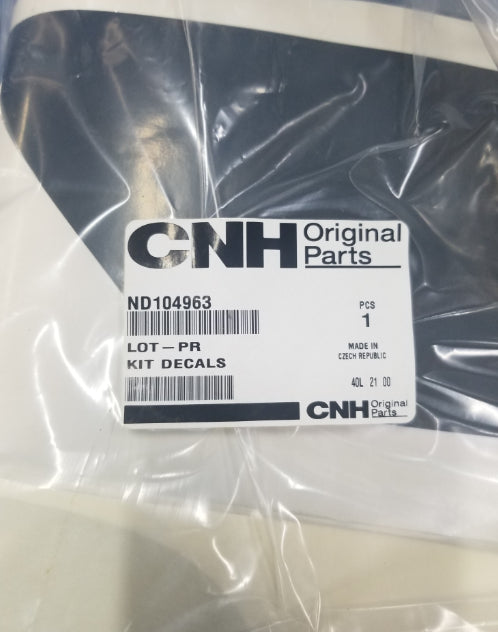 CNH Original
Parts
ND104963
PCS
1
LOT-PR
KIT DECALS
MADE IN
CZECH REPUBLIC
40L 21 00
CNH Original
Parts